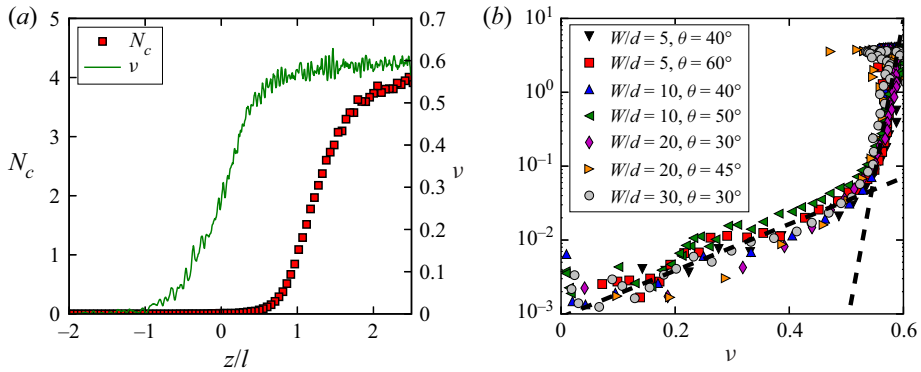 (a)
N_c
ν
5
4
3
2
1
0
N_c
0.7
0.6
0.5
0.4
0.3
0.2
0.1
0
ν
−2 −1 0 1 2
z/l
(b)
W/d = 5, θ = 40°
W/d = 5, θ = 60°
W/d = 10, θ = 40°
W/d = 10, θ = 50°
W/d = 20, θ = 30°
W/d = 20, θ = 45°
W/d = 30, θ = 30°
10^1
10^0
10^−1
10^−2
10^−3
0 0.2 0.4 0.6
ν